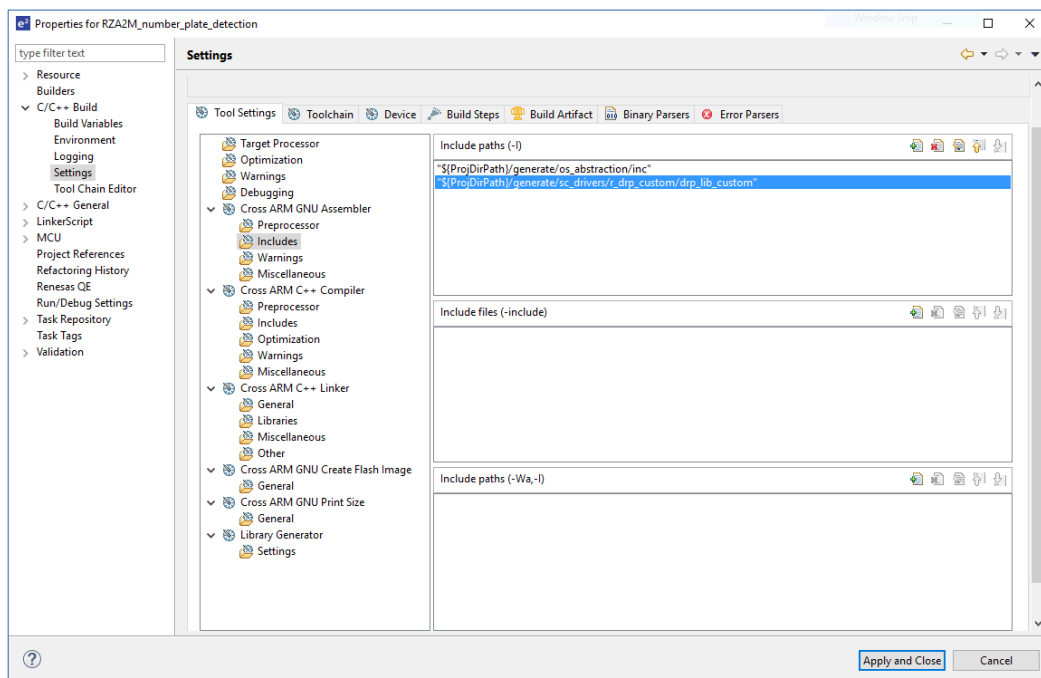 e² Properties for RZA2M_number_plate_detection
Window Snip
type filter text
Settings
Resource
Builders
C/C++ Build
Build Variables
Environment
Logging
Settings
Tool Chain Editor
C/C++ General
LinkerScript
MCU
Project References
Refactoring History
Renesas QE
Run/Debug Settings
Task Repository
Task Tags
Validation
Tool Settings Toolchain Device Build Steps Build Artifact Binary Parsers Error Parsers
Target Processor
Optimization
Warnings
Debugging
Cross ARM GNU Assembler
Preprocessor
Includes
Warnings
Miscellaneous
Cross ARM C++ Compiler
Preprocessor
Includes
Optimization
Warnings
Miscellaneous
Cross ARM C++ Linker
General
Libraries
Miscellaneous
Other
Cross ARM GNU Create Flash Image
General
Cross ARM GNU Print Size
General
Library Generator
Settings
Include paths (-I)
"${ProjDirPath}/generate/os_abstraction/inc"
"${ProjDirPath}/generate/sc_drivers/r_drp_custom/drp_lib_custom"
Include files (-include)
Include paths (-Wa,-I)
Apply and Close Cancel